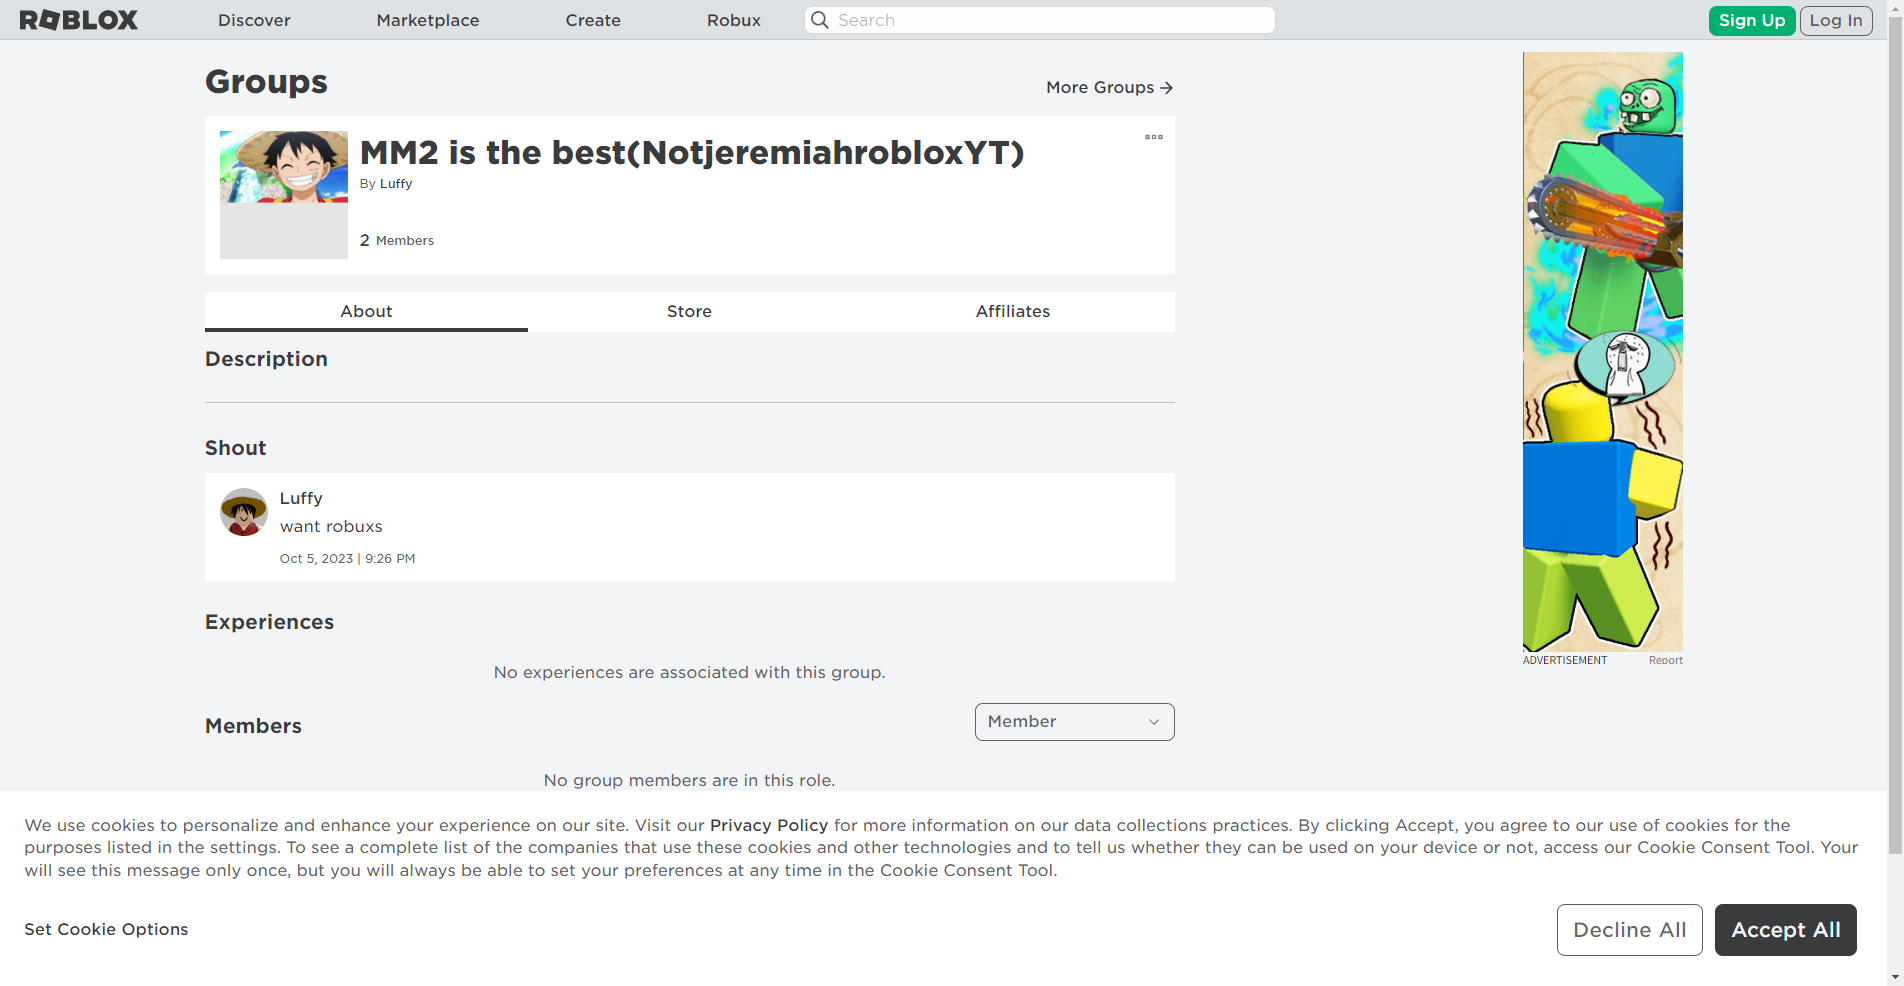 ROBLOX
Discover
Marketplace
Create
Robux
Search
Sign Up
Log In
Groups
More Groups
MM2 is the best(NotjeremiahrobloxYT)
By Luffy
2 Members
About
Store
Affiliates
Description
Shout
Luffy
want robuxs
Oct 5, 2023 | 9:26 PM
Experiences
No experiences are associated with this group.
Members
Member
No group members are in this role.
ADVERTISEMENT
Report
We use cookies to personalize and enhance your experience on our site. Visit our Privacy Policy for more information on our data collections practices. By clicking Accept, you agree to our use of cookies for the
purposes listed in the settings. To see a complete list of the companies that use these cookies and other technologies and to tell us whether they can be used on your device or not, access our Cookie Consent Tool. Your
will see this message only once, but you will always be able to set your preferences at any time in the Cookie Consent Tool.
Set Cookie Options
Decline All
Accept All